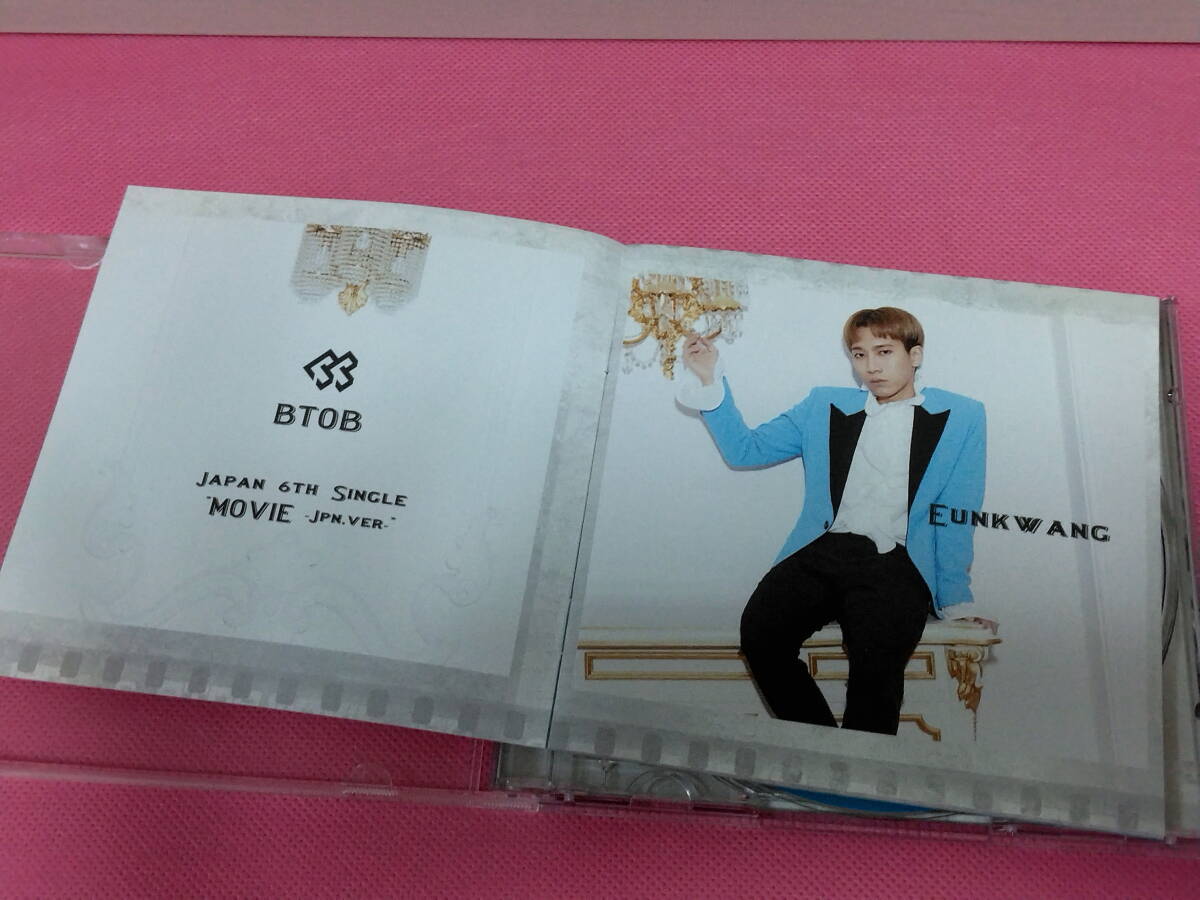 BTOB
JAPAN 6TH SINGLE
"MOVIE -JPN.VER-"
EUNKWANG